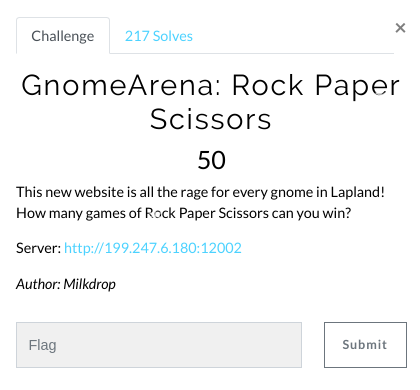 Challenge
217 Solves
×
GnomeArena: Rock Paper
Scissors
50
This new website is all the rage for every gnome in Lapland!
How many games of Rock Paper Scissors can you win?
Server: http://199.247.6.180:12002
Author: Milkdrop
Flag
Submit